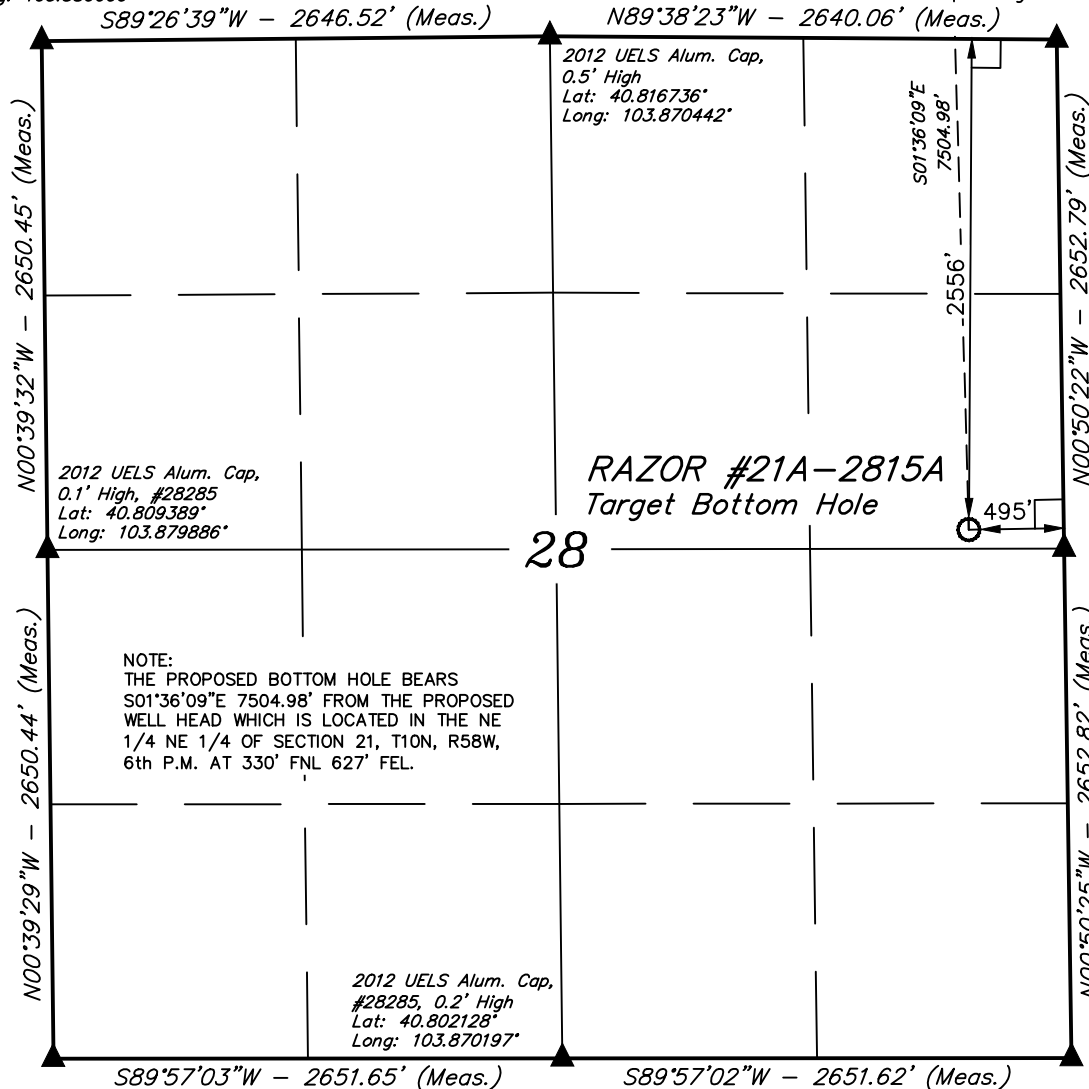 S89°26'39"W - 2646.52' (Meas.)
N89°38'23"W - 2640.06' (Meas.)
2012 UELS Alum. Cap,
0.5' High
Lat: 40.816736°
Long: 103.870442°
S01°36'09"E
7504.98'
N00°39'32"W - 2650.45' (Meas.)
N00°50'22"W - 2652.79' (Meas.)
2556'
2012 UELS Alum. Cap,
0.1' High, #28285
Lat: 40.809389°
Long: 103.879886°
RAZOR #21A-2815A
Target Bottom Hole
495'
28
NOTE:
THE PROPOSED BOTTOM HOLE BEARS
S01°36'09"E 7504.98' FROM THE PROPOSED
WELL HEAD WHICH IS LOCATED IN THE NE
1/4 NE 1/4 OF SECTION 21, T10N, R58W,
6th P.M. AT 330' FNL 627' FEL.
N00°39'29"W - 2650.44' (Meas.)
N00°50'25"W - 2652.82' (Meas.)
2012 UELS Alum. Cap,
#28285, 0.2' High
Lat: 40.802128°
Long: 103.870197°
S89°57'03"W - 2651.65' (Meas.)
S89°57'02"W - 2651.62' (Meas.)